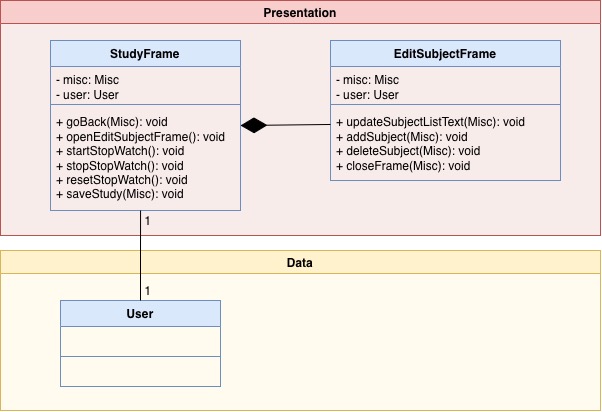 Presentation
StudyFrame
- misc: Misc
- user: User
+ goBack(Misc): void
+ openEditSubjectFrame(): void
+ startStopWatch(): void
+ stopStopWatch(): void
+ resetStopWatch(): void
+ saveStudy(Misc): void
EditSubjectFrame
- misc: Misc
- user: User
+ updateSubjectListText(Misc): void
+ addSubject(Misc): void
+ deleteSubject(Misc): void
+ closeFrame(Misc): void
1
Data
1
User